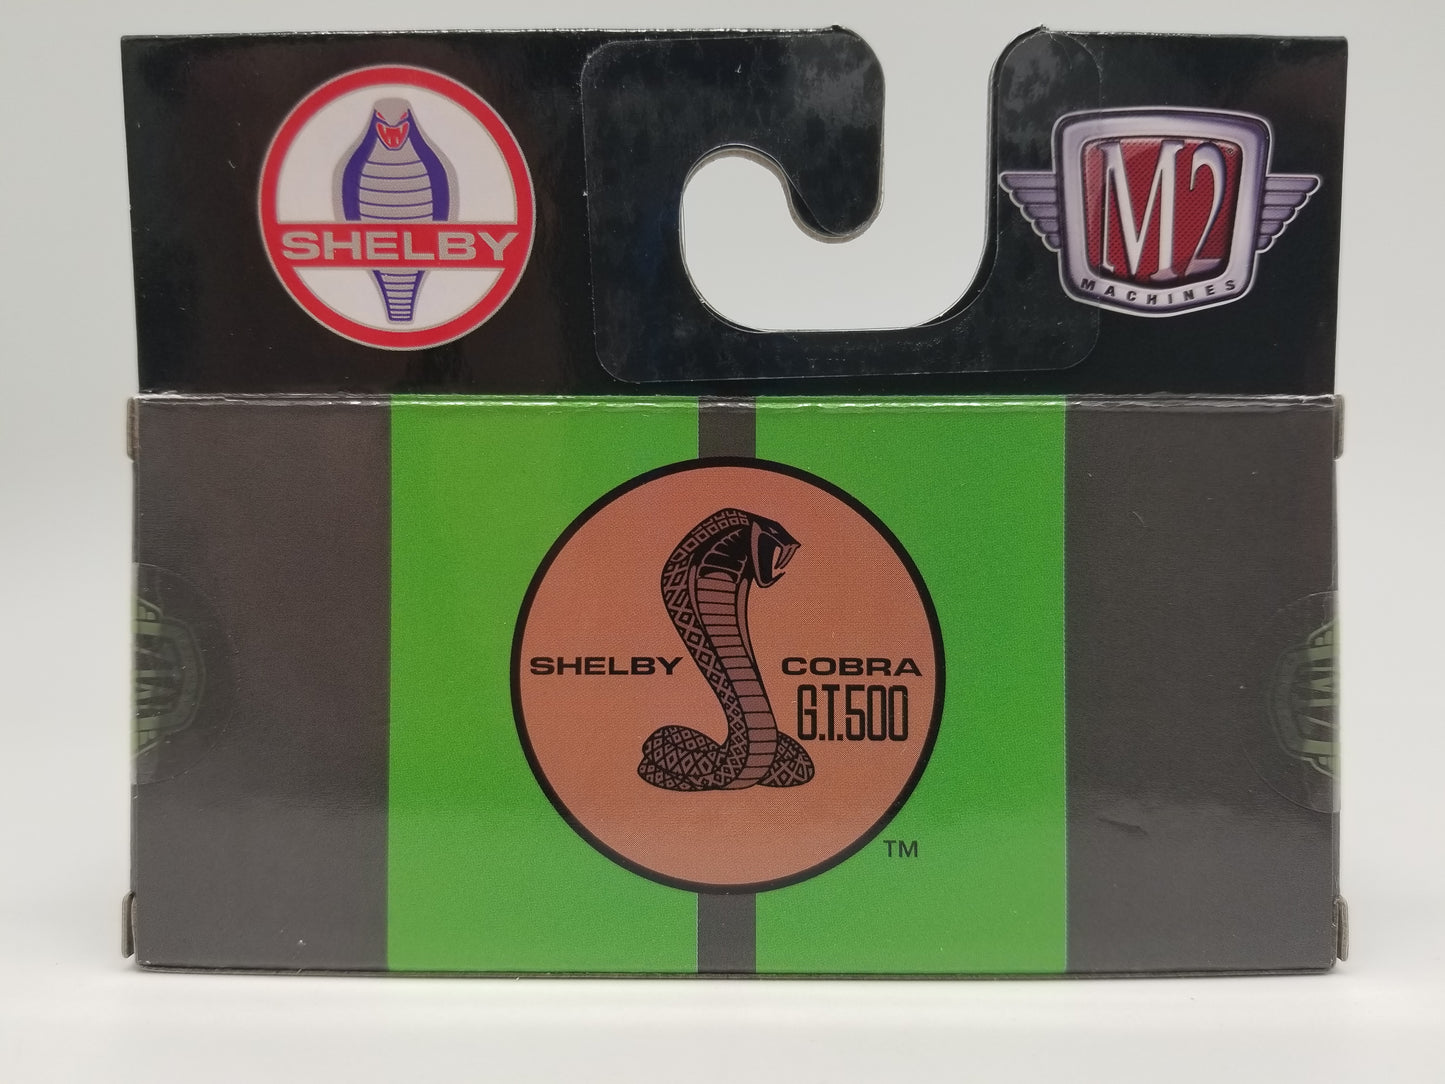 SHELBY
M2
MACHINES
SHELBY COBRA
G.T.500
TM